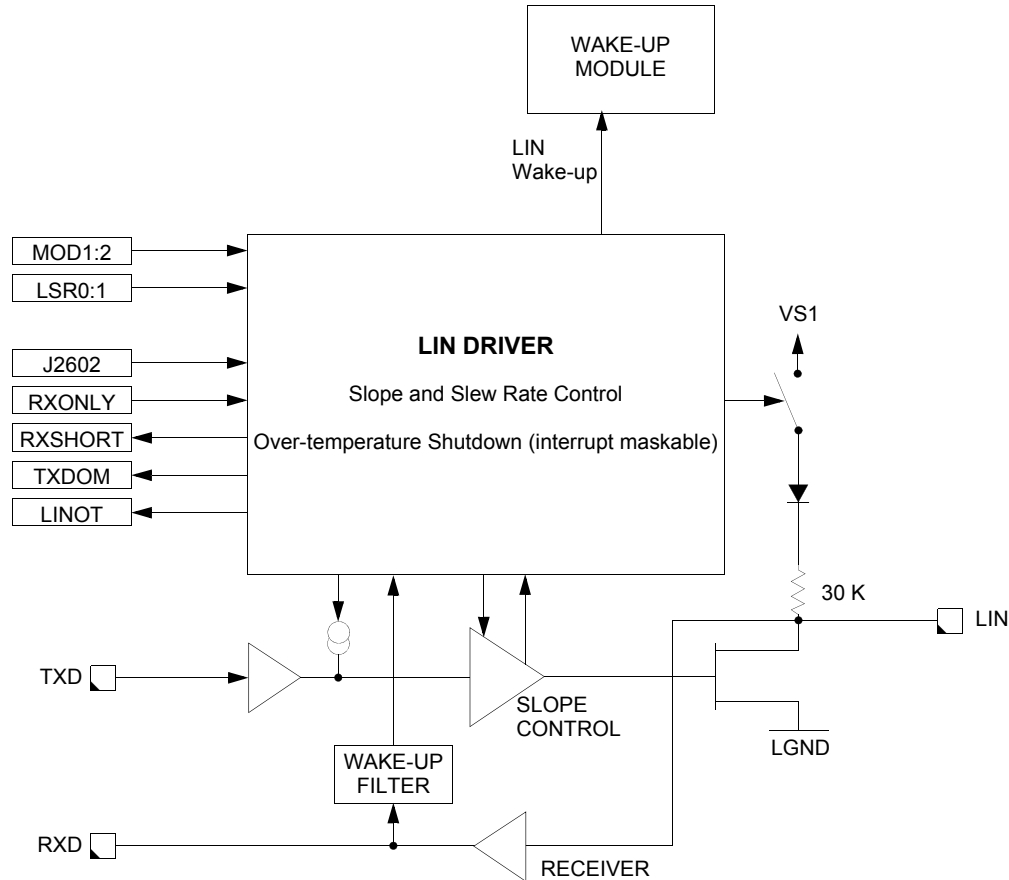 WAKE-UP
MODULE
LIN
Wake-up
MOD1:2
LSR0:1
J2602
RXONLY
RXSHORT
TXDOM
LINOT
LIN DRIVER
Slope and Slew Rate Control
Over-temperature Shutdown (interrupt maskable)
VS1
30 K
LIN
TXD
SLOPE
CONTROL
LGND
WAKE-UP
FILTER
RXD
RECEIVER